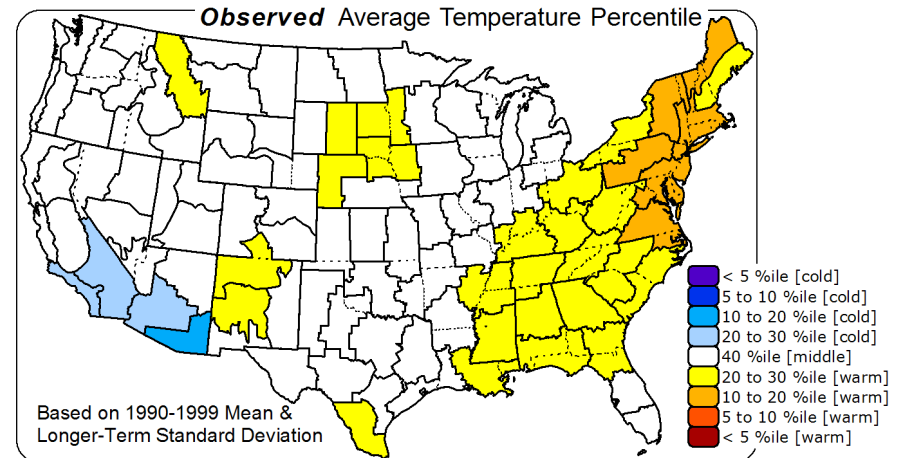 Observed Average Temperature Percentile
< 5 %ile [cold]
5 to 10 %ile [cold]
10 to 20 %ile [cold]
20 to 30 %ile [cold]
40 %ile [middle]
20 to 30 %ile [warm]
10 to 20 %ile [warm]
5 to 10 %ile [warm]
< 5 %ile [warm]
Based on 1990-1999 Mean &
Longer-Term Standard Deviation